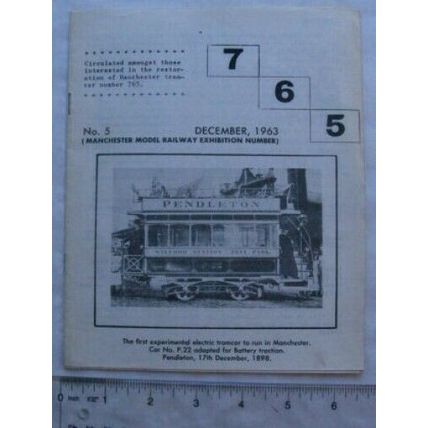 Circulated amongst those
interested in the restor-
ation of Manchester tram-
car number 765.
7
6
5
No. 5 DECEMBER, 1963
(MANCHESTER MODEL RAILWAY EXHIBITION NUMBER)
PENDLETON
The first experimental electric tramcar to run in Manchester.
Car No. P.22 adapted for Battery traction.
Pendleton, 17th December, 1898.
0 Inch 1 2 3 4 5 6